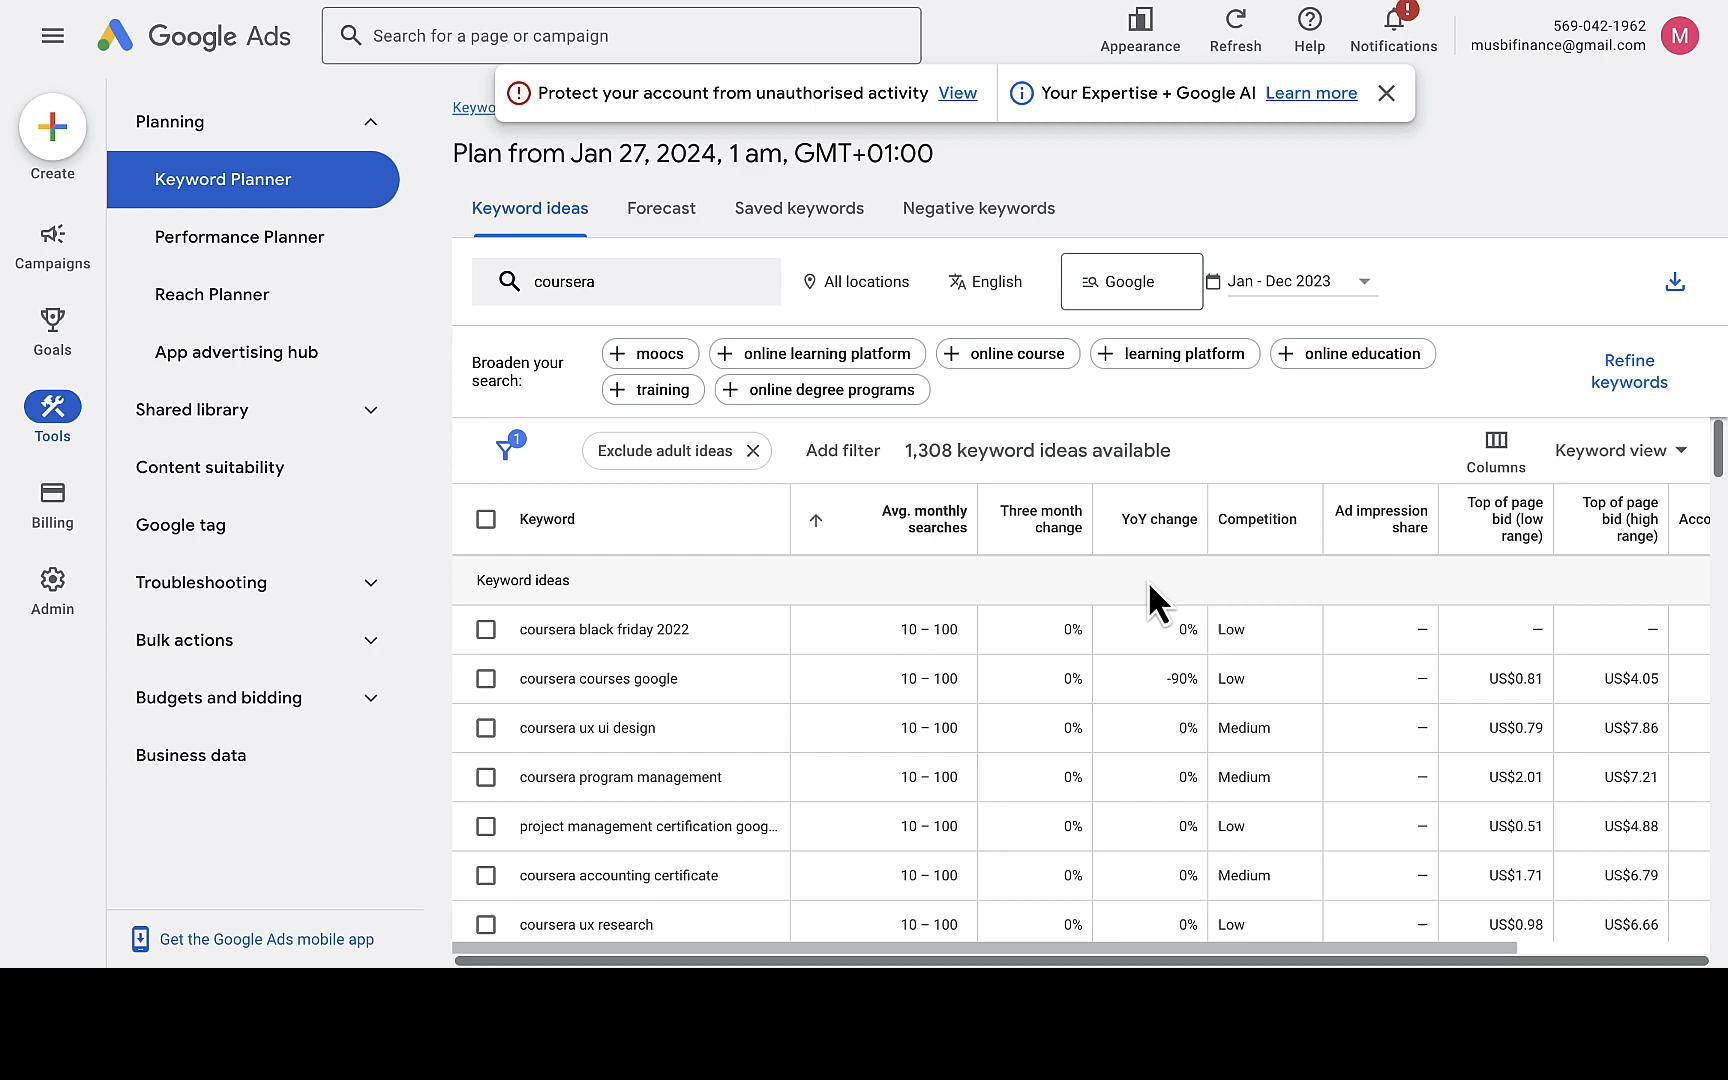 Google Ads
Search for a page or campaign
Appearance
Refresh
Help
!
Notifications
569-042-1962
musbifinance@gmail.com
M
! Protect your account from unauthorised activity View
i Your Expertise + Google AI Learn more
Keywo
Plan from Jan 27, 2024, 1 am, GMT+01:00
Create
Campaigns
Goals
Tools
Billing
Admin
Planning
Keyword Planner
Performance Planner
Reach Planner
App advertising hub
Shared library
Content suitability
Google tag
Troubleshooting
Bulk actions
Budgets and bidding
Business data
Get the Google Ads mobile app
Keyword ideas Forecast Saved keywords Negative keywords
coursera All locations English Google Jan - Dec 2023
Broaden your
search:
moocs online learning platform online course learning platform online education
training online degree programs
Refine
keywords
1
Exclude adult ideas
Add filter
1,308 keyword ideas available
Columns
Keyword view
Keyword
Avg. monthly
searches
Three month
change
YoY change
Competition
Ad impression
share
Top of page
bid (low
range)
Top of page
bid (high
range)
Acco
Keyword ideas
coursera black friday 2022 10 – 100 0% 0% Low — — —
coursera courses google 10 – 100 0% -90% Low — US$0.81 US$4.05
coursera ux ui design 10 – 100 0% 0% Medium — US$0.79 US$7.86
coursera program management 10 – 100 0% 0% Medium — US$2.01 US$7.21
project management certification goog... 10 – 100 0% 0% Low — US$0.51 US$4.88
coursera accounting certificate 10 – 100 0% 0% Medium — US$1.71 US$6.79
coursera ux research 10 – 100 0% 0% Low — US$0.98 US$6.66